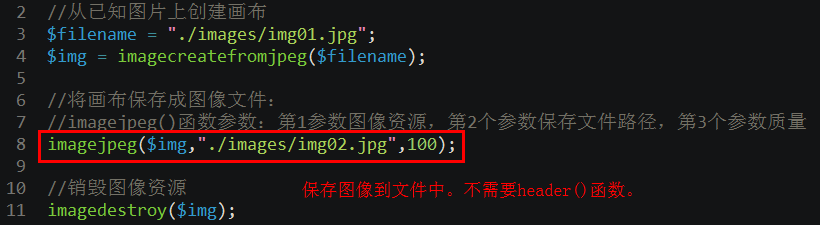 2 //从已知图片上创建画布
3 $filename = "./images/img01.jpg";
4 $img = imagecreatefromjpeg($filename);
5
6 //将画布保存成图像文件：
7 //imagejpeg()函数参数：第1参数图像资源，第2个参数保存文件路径，第3个参数质量
8 imagejpeg($img,"./images/img02.jpg",100);
9
10 //销毁图像资源 保存图像到文件中。不需要header()函数。
11 imagedestroy($img);